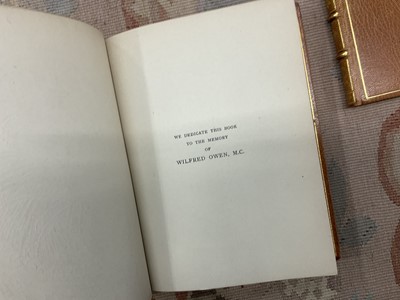 WE DEDICATE THIS BOOK
TO THE MEMORY
OF
WILFRED OWEN, M.C.